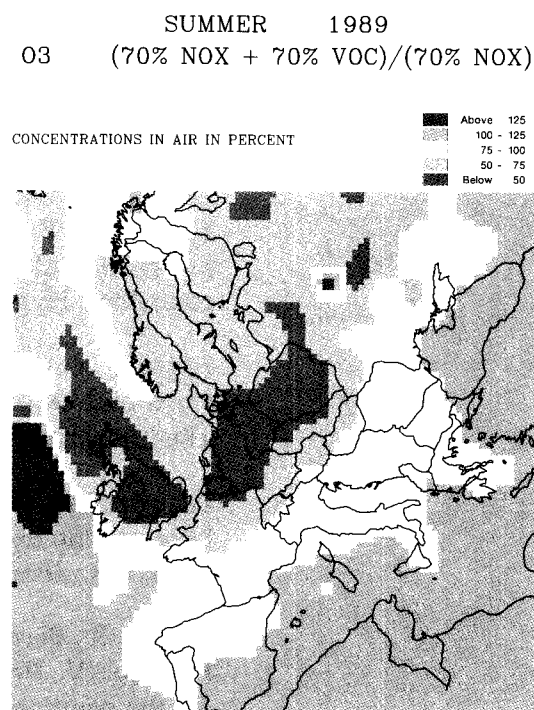 SUMMER 1989
O3 (70% NOX + 70% VOC)/(70% NOX)
CONCENTRATIONS IN AIR IN PERCENT
Above 125
100 - 125
75 - 100
50 - 75
Below 50